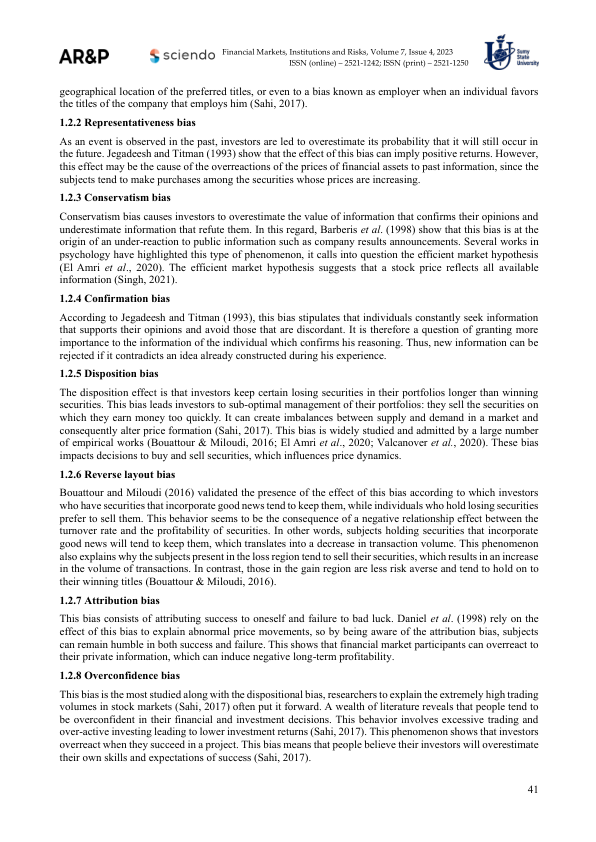 AR&P
sciendo
Financial Markets, Institutions and Risks, Volume 7, Issue 4, 2023
ISSN (online) – 2521-1242; ISSN (print) – 2521-1250
Sumy
State
University
geographical location of the preferred titles, or even to a bias known as employer when an individual favors
the titles of the company that employs him (Sahi, 2017).
1.2.2 Representativeness bias
As an event is observed in the past, investors are led to overestimate its probability that it will still occur in
the future. Jegadeesh and Titman (1993) show that the effect of this bias can imply positive returns. However,
this effect may be the cause of the overreactions of the prices of financial assets to past information, since the
subjects tend to make purchases among the securities whose prices are increasing.
1.2.3 Conservatism bias
Conservatism bias causes investors to overestimate the value of information that confirms their opinions and
underestimate information that refute them. In this regard, Barberis et al. (1998) show that this bias is at the
origin of an under-reaction to public information such as company results announcements. Several works in
psychology have highlighted this type of phenomenon, it calls into question the efficient market hypothesis
(El Amri et al., 2020). The efficient market hypothesis suggests that a stock price reflects all available
information (Singh, 2021).
1.2.4 Confirmation bias
According to Jegadeesh and Titman (1993), this bias stipulates that individuals constantly seek information
that supports their opinions and avoid those that are discordant. It is therefore a question of granting more
importance to the information of the individual which confirms his reasoning. Thus, new information can be
rejected if it contradicts an idea already constructed during his experience.
1.2.5 Disposition bias
The disposition effect is that investors keep certain losing securities in their portfolios longer than winning
securities. This bias leads investors to sub-optimal management of their portfolios: they sell the securities on
which they earn money too quickly. It can create imbalances between supply and demand in a market and
consequently alter price formation (Sahi, 2017). This bias is widely studied and admitted by a large number
of empirical works (Bouattour & Miloudi, 2016; El Amri et al., 2020; Valcanover et al., 2020). These bias
impacts decisions to buy and sell securities, which influences price dynamics.
1.2.6 Reverse layout bias
Bouattour and Miloudi (2016) validated the presence of the effect of this bias according to which investors
who have securities that incorporate good news tend to keep them, while individuals who hold losing securities
prefer to sell them. This behavior seems to be the consequence of a negative relationship effect between the
turnover rate and the profitability of securities. In other words, subjects holding securities that incorporate
good news will tend to keep them, which translates into a decrease in transaction volume. This phenomenon
also explains why the subjects present in the loss region tend to sell their securities, which results in an increase
in the volume of transactions. In contrast, those in the gain region are less risk averse and tend to hold on to
their winning titles (Bouattour & Miloudi, 2016).
1.2.7 Attribution bias
This bias consists of attributing success to oneself and failure to bad luck. Daniel et al. (1998) rely on the
effect of this bias to explain abnormal price movements, so by being aware of the attribution bias, subjects
can remain humble in both success and failure. This shows that financial market participants can overreact to
their private information, which can induce negative long-term profitability.
1.2.8 Overconfidence bias
This bias is the most studied along with the dispositional bias, researchers to explain the extremely high trading
volumes in stock markets (Sahi, 2017) often put it forward. A wealth of literature reveals that people tend to
be overconfident in their financial and investment decisions. This behavior involves excessive trading and
over-active investing leading to lower investment returns (Sahi, 2017). This phenomenon shows that investors
overreact when they succeed in a project. This bias means that people believe their investors will overestimate
their own skills and expectations of success (Sahi, 2017).
41